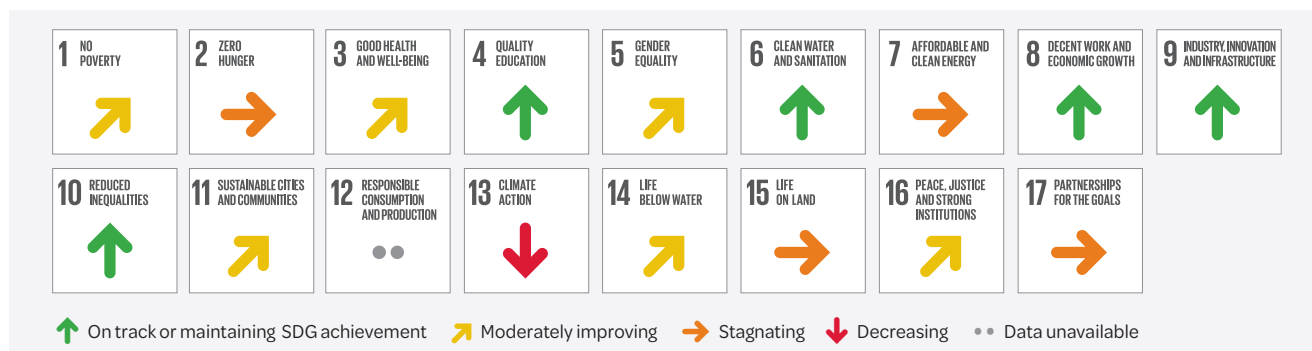 1 NO
POVERTY
2 ZERO
HUNGER
3 GOOD HEALTH
AND WELL-BEING
4 QUALITY
EDUCATION
5 GENDER
EQUALITY
6 CLEAN WATER
AND SANITATION
7 AFFORDABLE AND
CLEAN ENERGY
8 DECENT WORK AND
ECONOMIC GROWTH
9 INDUSTRY, INNOVATION
AND INFRASTRUCTURE
10 REDUCED
INEQUALITIES
11 SUSTAINABLE CITIES
AND COMMUNITIES
12 RESPONSIBLE
CONSUMPTION
AND PRODUCTION
13 CLIMATE
ACTION
14 LIFE
BELOW WATER
15 LIFE
ON LAND
16 PEACE, JUSTICE
AND STRONG
INSTITUTIONS
17 PARTNERSHIPS
FOR THE GOALS
On track or maintaining SDG achievement
Moderately improving
Stagnating
Decreasing
Data unavailable